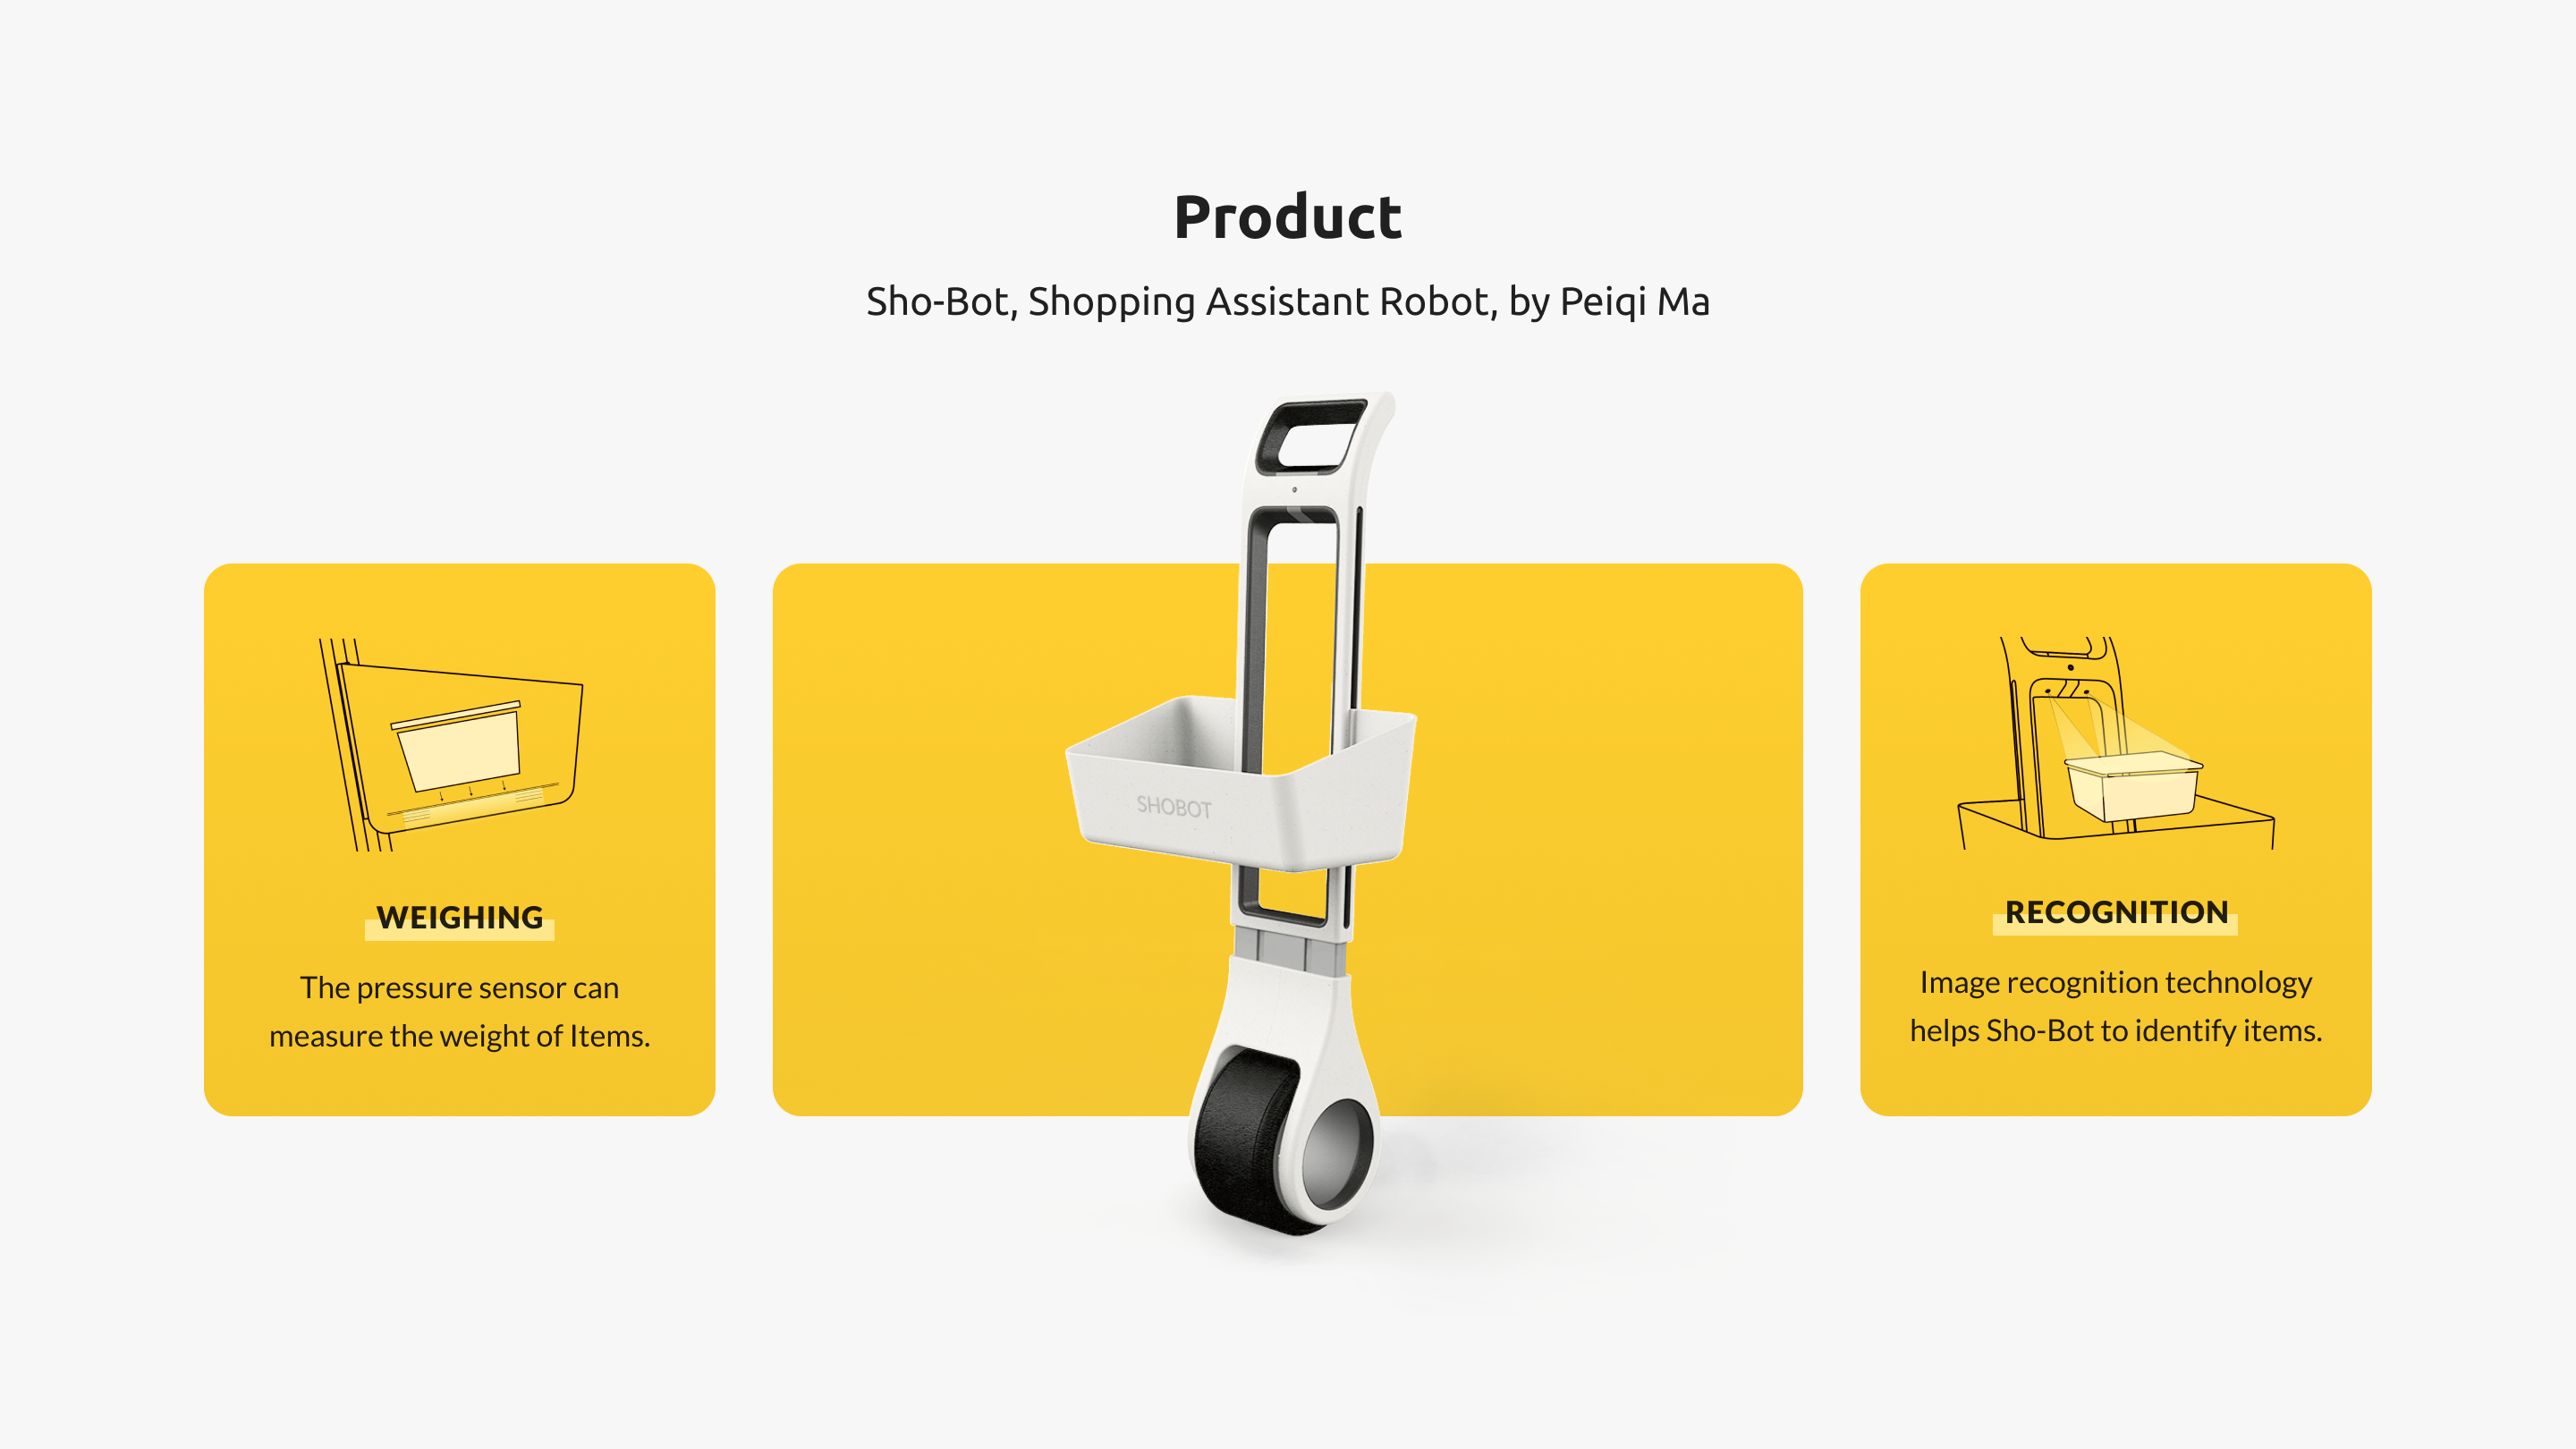 Product
Sho-Bot, Shopping Assistant Robot, by Peiqi Ma
SHOBOT
WEIGHING
The pressure sensor can
measure the weight of Items.
RECOGNITION
Image recognition technology
helps Sho-Bot to identify items.